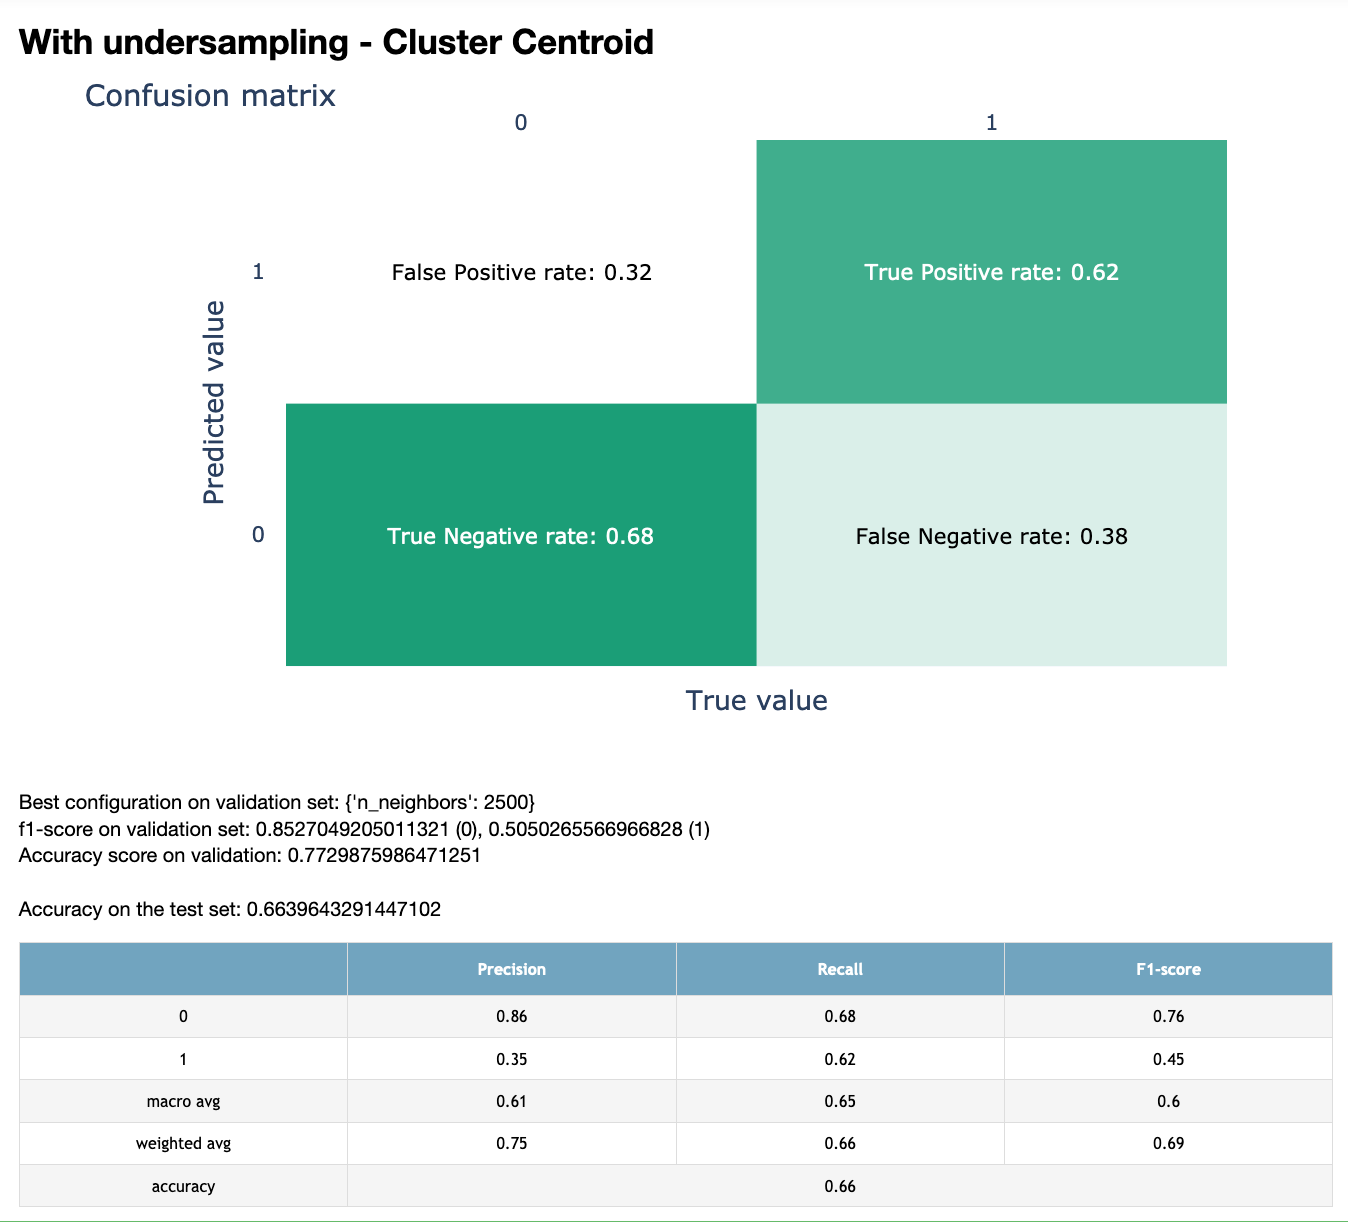 With undersampling - Cluster Centroid
Confusion matrix
0 1
1 False Positive rate: 0.32 True Positive rate: 0.62
Predicted value
0 True Negative rate: 0.68 False Negative rate: 0.38
True value
Best configuration on validation set: {'n_neighbors': 2500}
f1-score on validation set: 0.8527049205011321 (0), 0.5050265566966828 (1)
Accuracy score on validation: 0.7729875986471251
Accuracy on the test set: 0.6639643291447102
Precision Recall F1-score
0 0.86 0.68 0.76
1 0.35 0.62 0.45
macro avg 0.61 0.65 0.6
weighted avg 0.75 0.66 0.69
accuracy 0.66